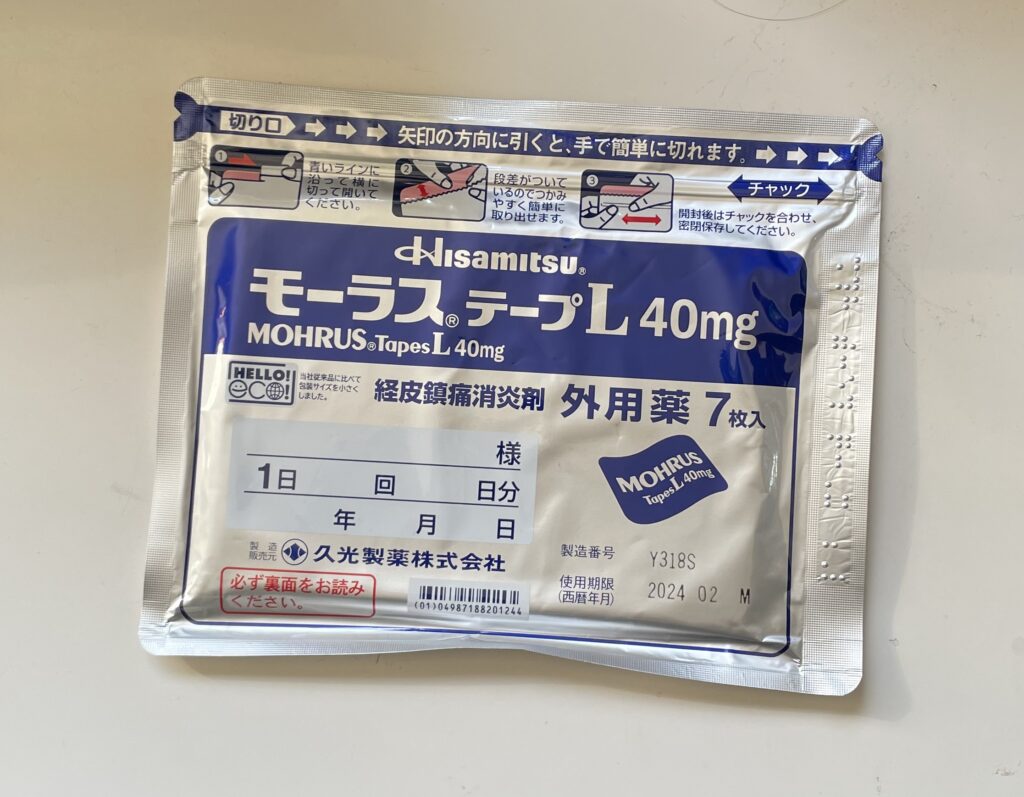 切り口
矢印の方向に引くと、手で簡単に切れます。
1
青いラインに
沿って横に
切って開いて
ください。
2
段差がついて
いるのでつかみ
やすく簡単に
取り出せます。
3
チャック
開封後はチャックを合わせ、
密閉保存してください。
HISAMITSU®
モーラス®テープL 40mg
MOHRUS®Tapes L 40mg
HELLO!
eco!
当社従来品に比べて
包装サイズを小さく
しました。
経皮鎮痛消炎剤 外用薬 7枚入
様
1日 回 日分
年 月 日
MOHRUS
Tapes L 40mg
製造
販売元
久光製薬株式会社
必ず裏面をお読み
ください。
(01)04987188201244
製造番号 Y318S
使用期限
(西暦年月)
2024 02 M